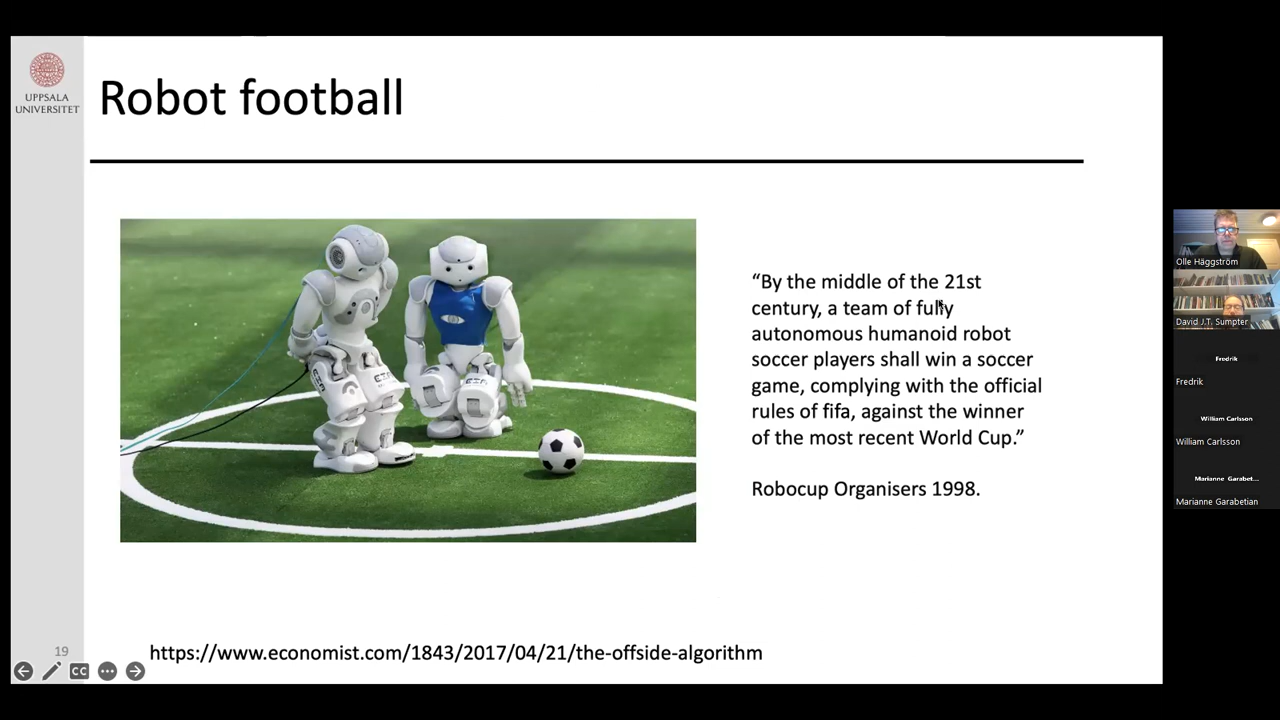 UPPSALA
UNIVERSITET
Robot football
“By the middle of the 21st
century, a team of fully
autonomous humanoid robot
soccer players shall win a soccer
game, complying with the official
rules of fifa, against the winner
of the most recent World Cup.”
Robocup Organisers 1998.
https://www.economist.com/1843/2017/04/21/the-offside-algorithm
19
CC
Olle Häggström
David J.T. Sumpter
Fredrik
Fredrik
William Carlsson
William Carlsson
Marianne Garabet...
Marianne Garabetian